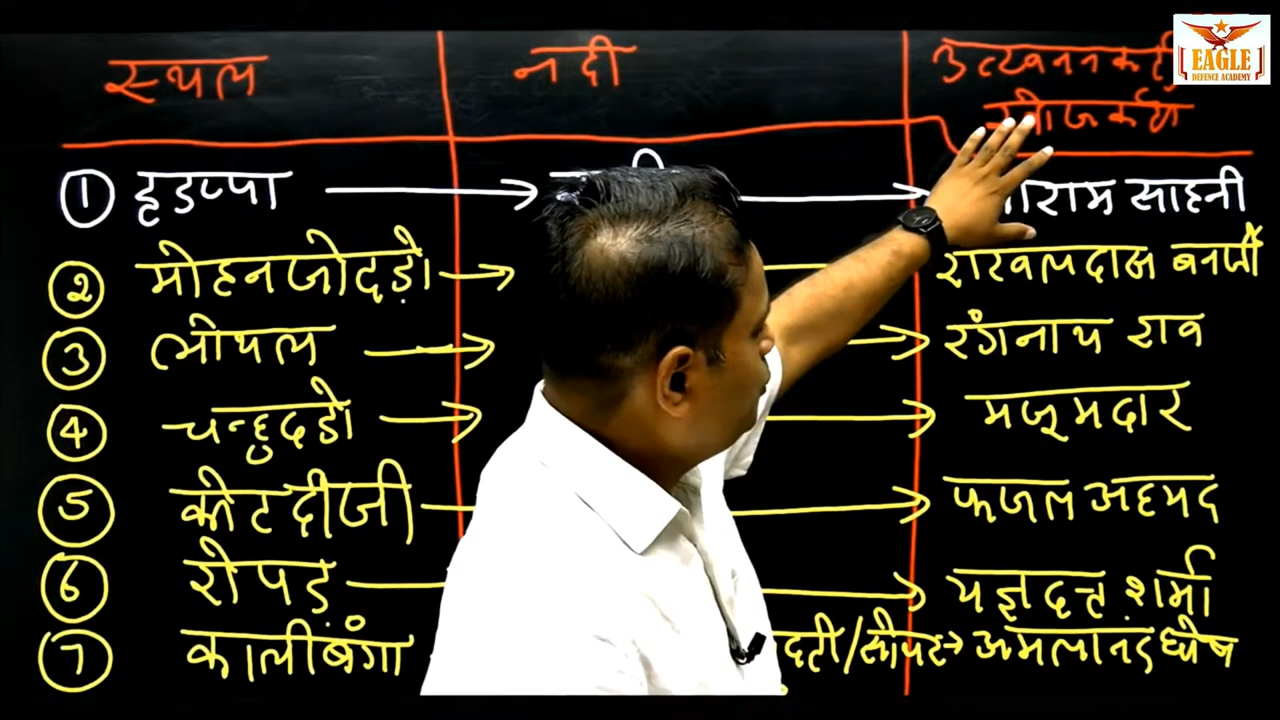 EAGLE
DEFENCE ACADEMY
स्थल नदी उत्खननकर्ता
खोजकर्ता
① हड़प्पा साहनी
② मोहनजोदड़ो राखलदास बनर्जी
③ लोथल रंगनाथ राव
④ चन्हुदडो मजूमदार
⑤ कोटदीजी फजल अहमद
⑥ रोपड़ यज्ञदत्त शर्मा
⑦ कालीबंगा अमलानंद घोष